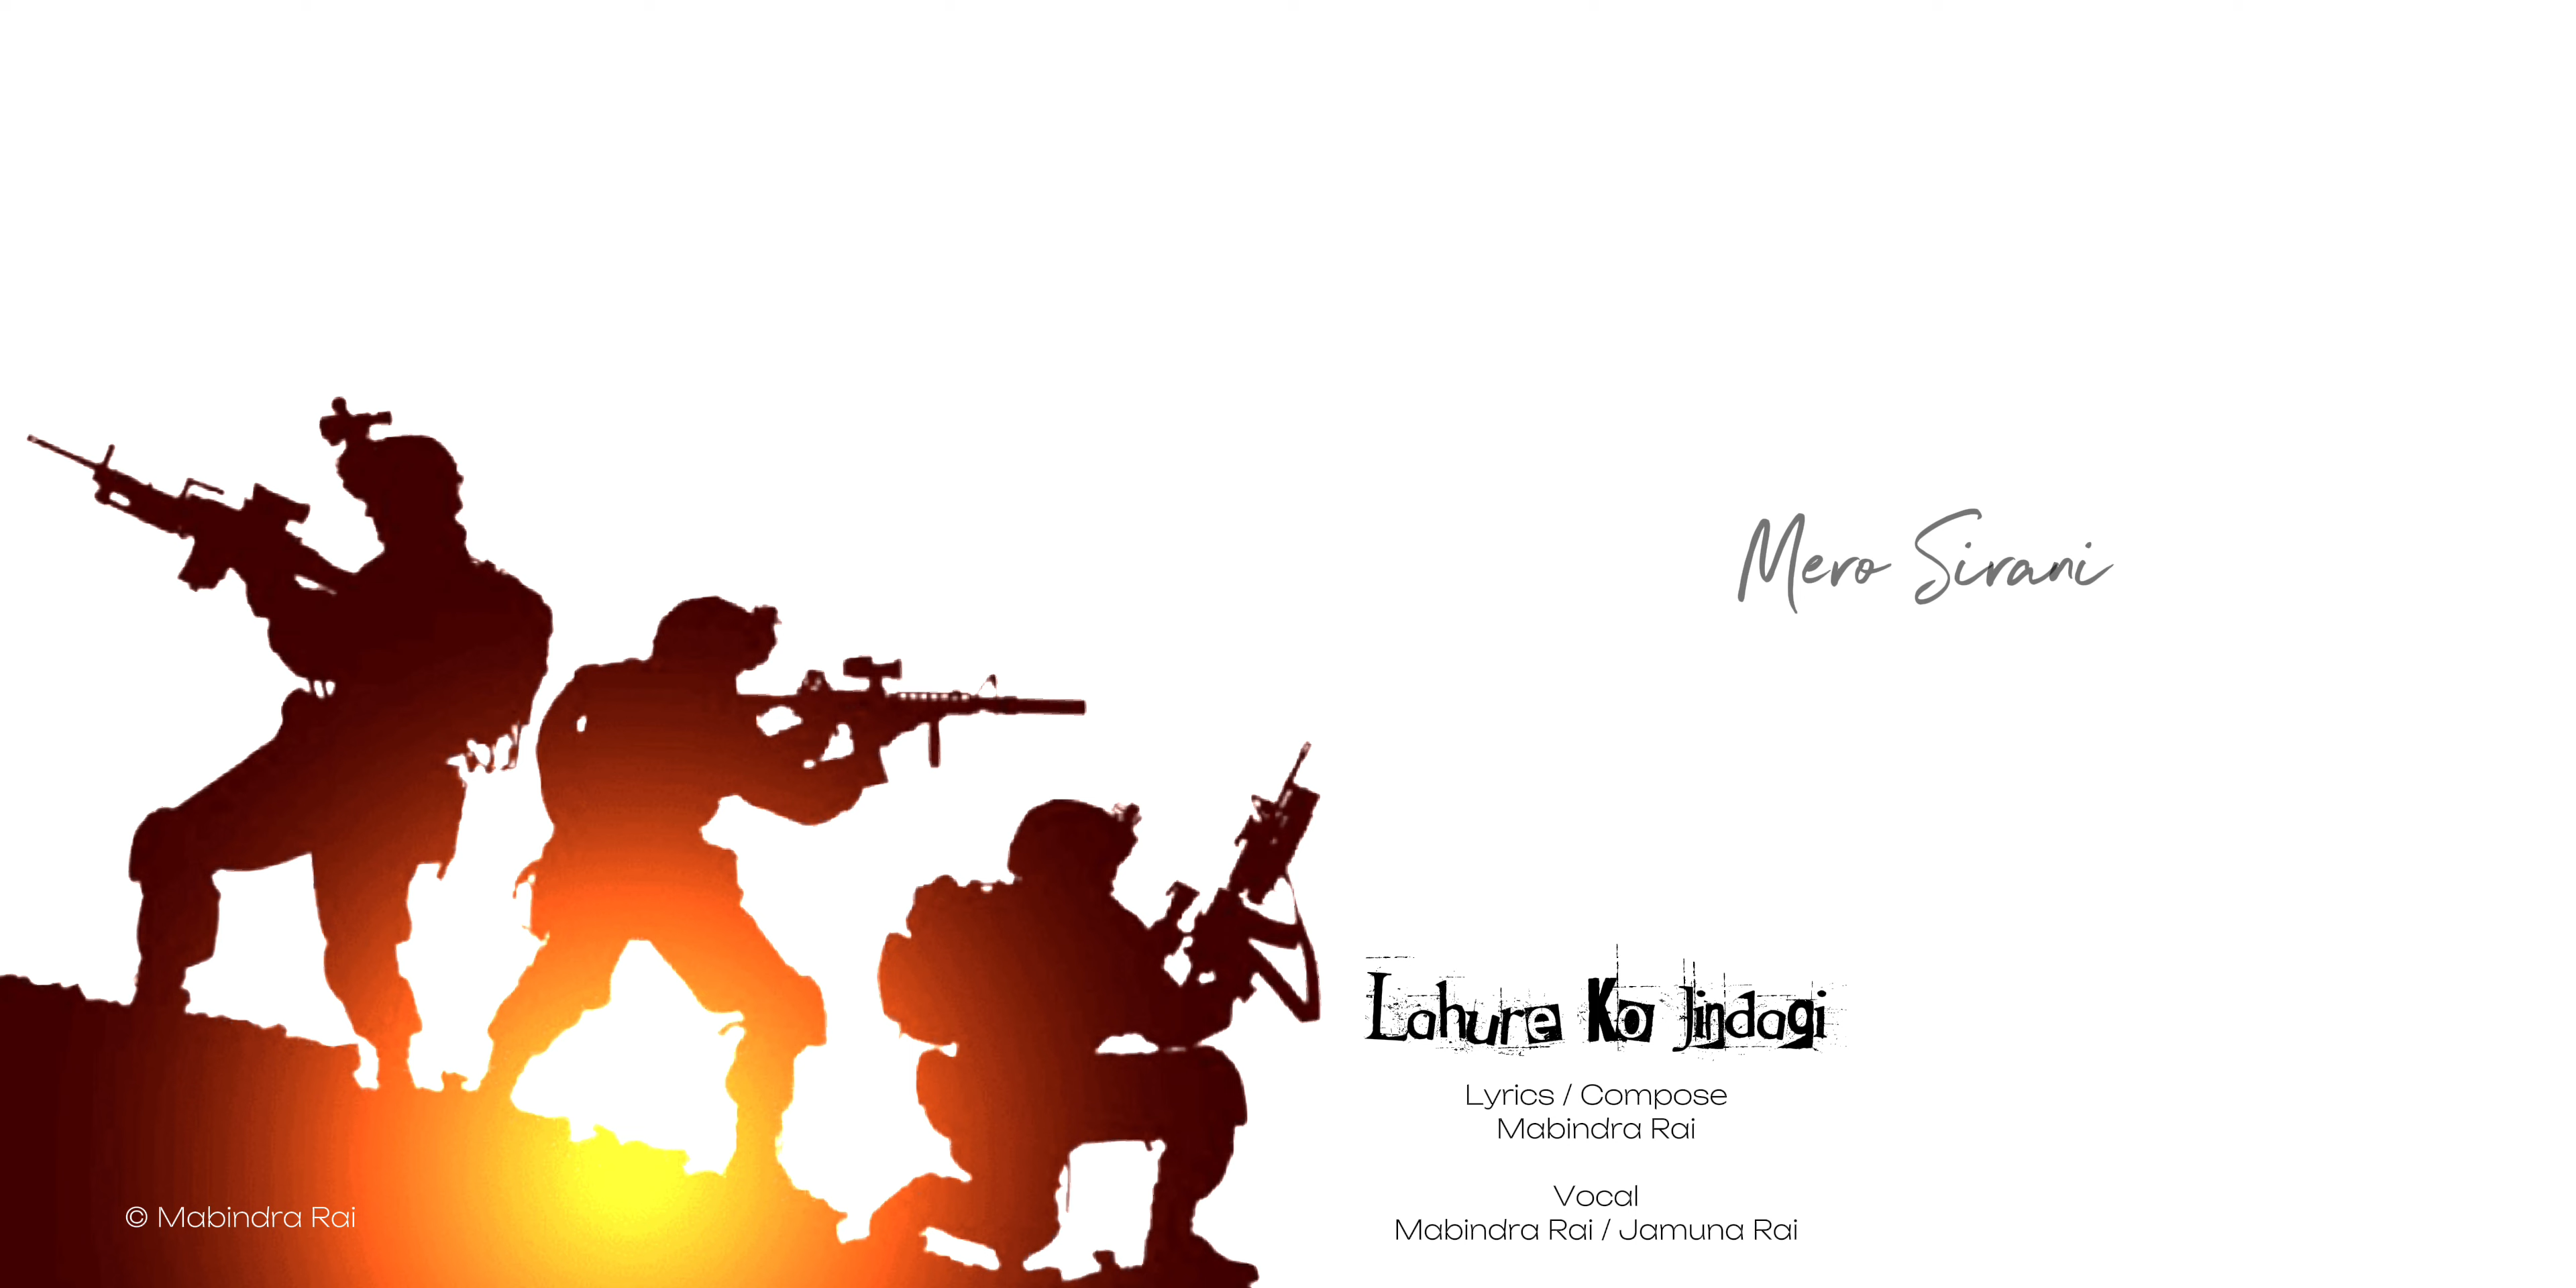 Mero Sirani
Lahure Ko Jindagi
Lyrics / Compose
Mabindra Rai
Vocal
Mabindra Rai / Jamuna Rai
© Mabindra Rai